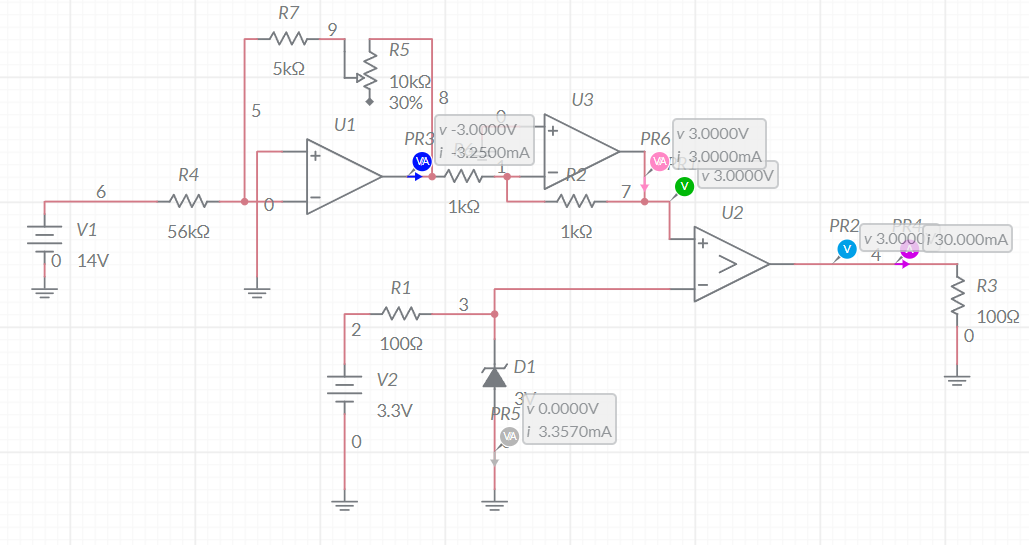 R7
9
R5
5kΩ
10kΩ
30%
8
5
U3
U1
0
PR3
v -3.0000V
i -3.2500mA
PR6
v 3.0000V
i 3.0000mA
v 3.0000V
1
R4
6
R2
7
0
56kΩ
1kΩ
1kΩ
U2
V1
0
14V
PR2
v 3.0000
PR4
i 30.000mA
4
R1
3
R3
100Ω
2
100Ω
0
V2
D1
3.3V
PR5
v 0.0000V
i 3.3570mA
0